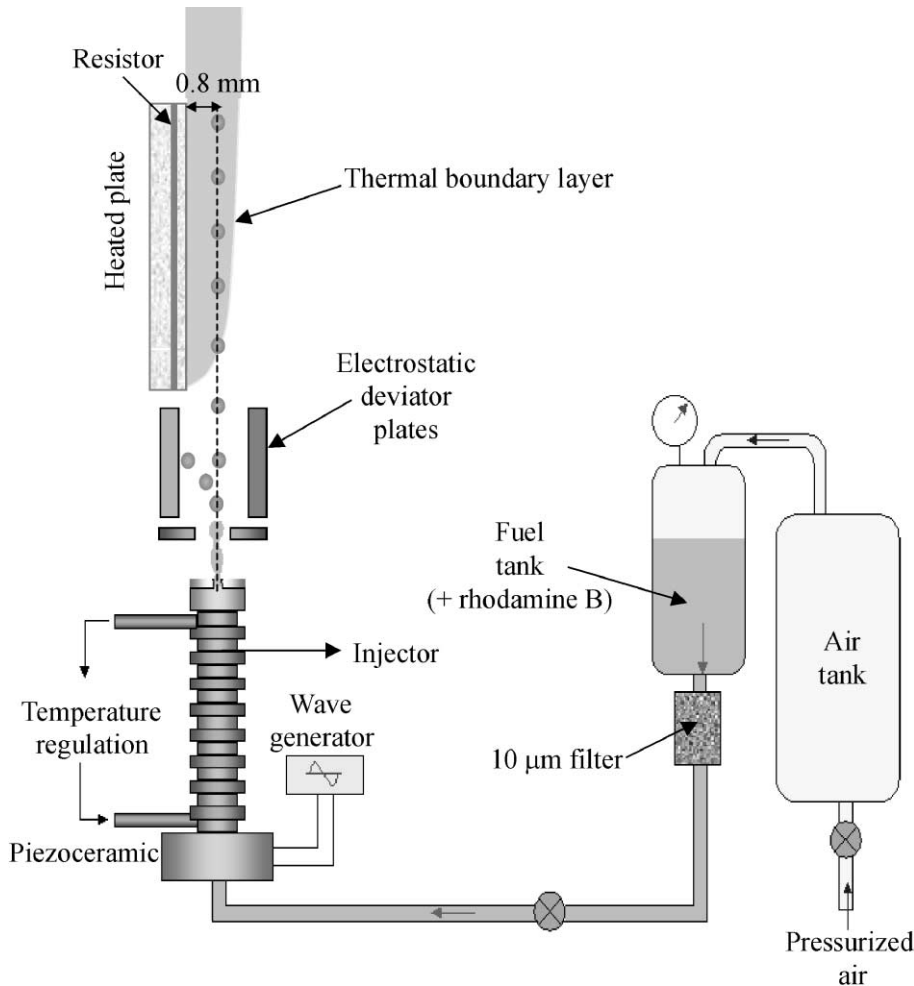 Resistor
0.8 mm
Heated plate
Thermal boundary layer
Electrostatic
deviator
plates
Fuel
tank
(+ rhodamine B)
Air
tank
Injector
Temperature
regulation
Wave
generator
10 μm filter
Piezoceramic
Pressurized
air